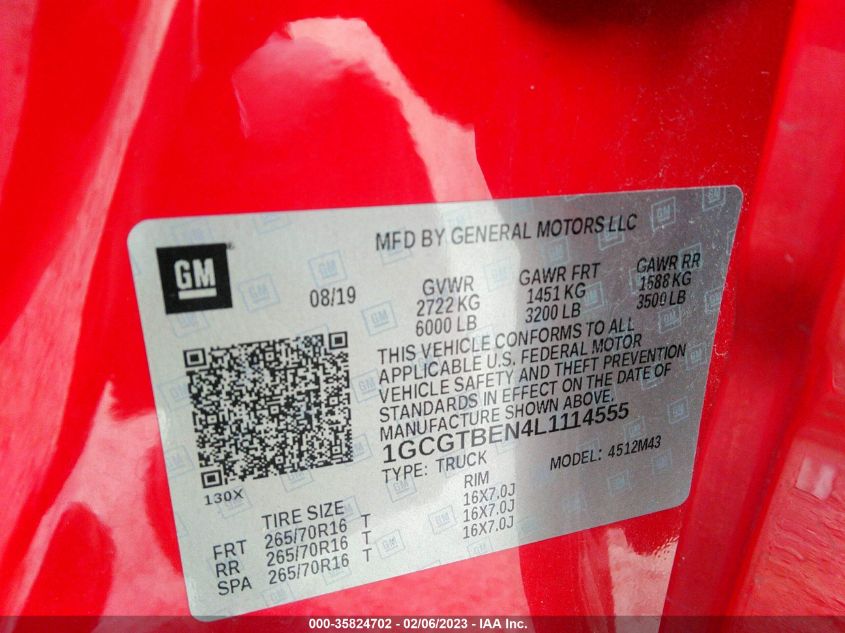 GM
MFD BY GENERAL MOTORS LLC
08/19
GVWR GAWR FRT GAWR RR
2722 KG 1451 KG 1588 KG
6000 LB 3200 LB 3500 LB
THIS VEHICLE CONFORMS TO ALL
APPLICABLE U.S. FEDERAL MOTOR
VEHICLE SAFETY AND THEFT PREVENTION
STANDARDS IN EFFECT ON THE DATE OF
MANUFACTURE SHOWN ABOVE.
1GCGTBEN4L1114555
TYPE: TRUCK MODEL: 4512M43
130X
TIRE SIZE RIM
FRT 265/70R16 T 16X7.0J
RR 265/70R16 T 16X7.0J
SPA 265/70R16 T 16X7.0J
000-35824702 - 02/06/2023 - IAA Inc.